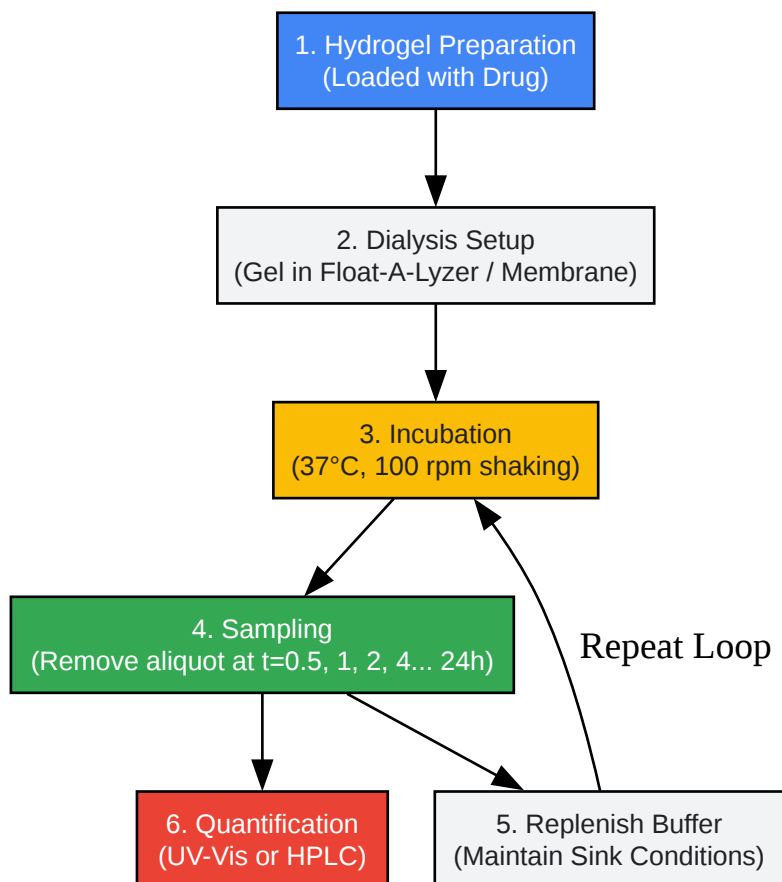 1. Hydrogel Preparation
(Loaded with Drug)
2. Dialysis Setup
(Gel in Float-A-Lyzer / Membrane)
3. Incubation
(37°C, 100 rpm shaking)
4. Sampling
(Remove aliquot at t=0.5, 1, 2, 4... 24h)
Repeat Loop
6. Quantification
(UV-Vis or HPLC)
5. Replenish Buffer
(Maintain Sink Conditions)